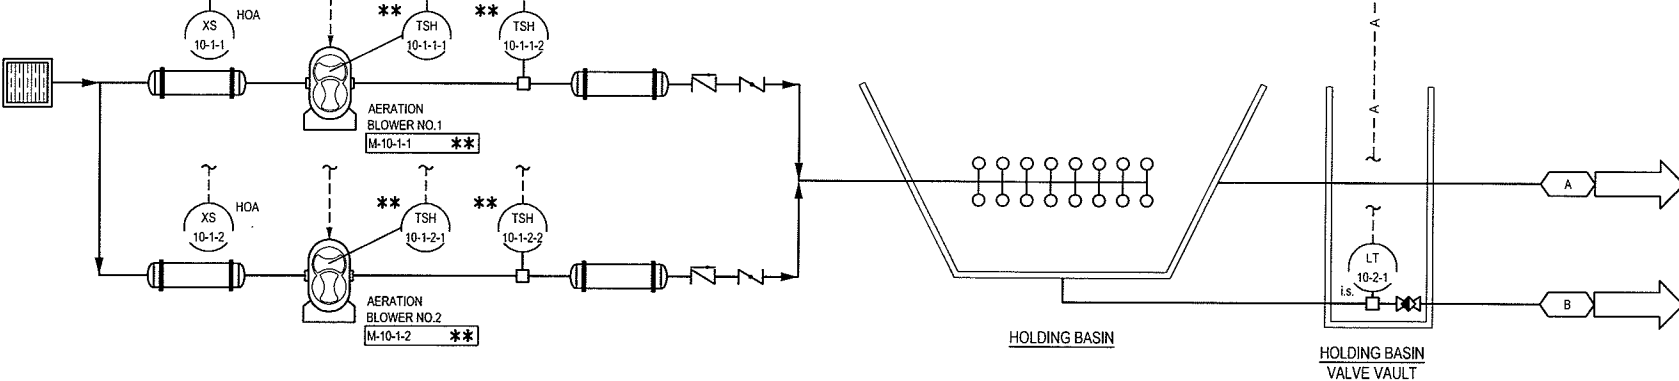 XS
10-1-1
HOA
**
TSH
10-1-1-1
**
TSH
10-1-1-2
AERATION
BLOWER NO.1
M-10-1-1 **
XS
10-1-2
HOA
**
TSH
10-1-2-1
**
TSH
10-1-2-2
AERATION
BLOWER NO.2
M-10-1-2 **
HOLDING BASIN
A
A
LT
10-2-1
i.s.
HOLDING BASIN
VALVE VAULT
A
B